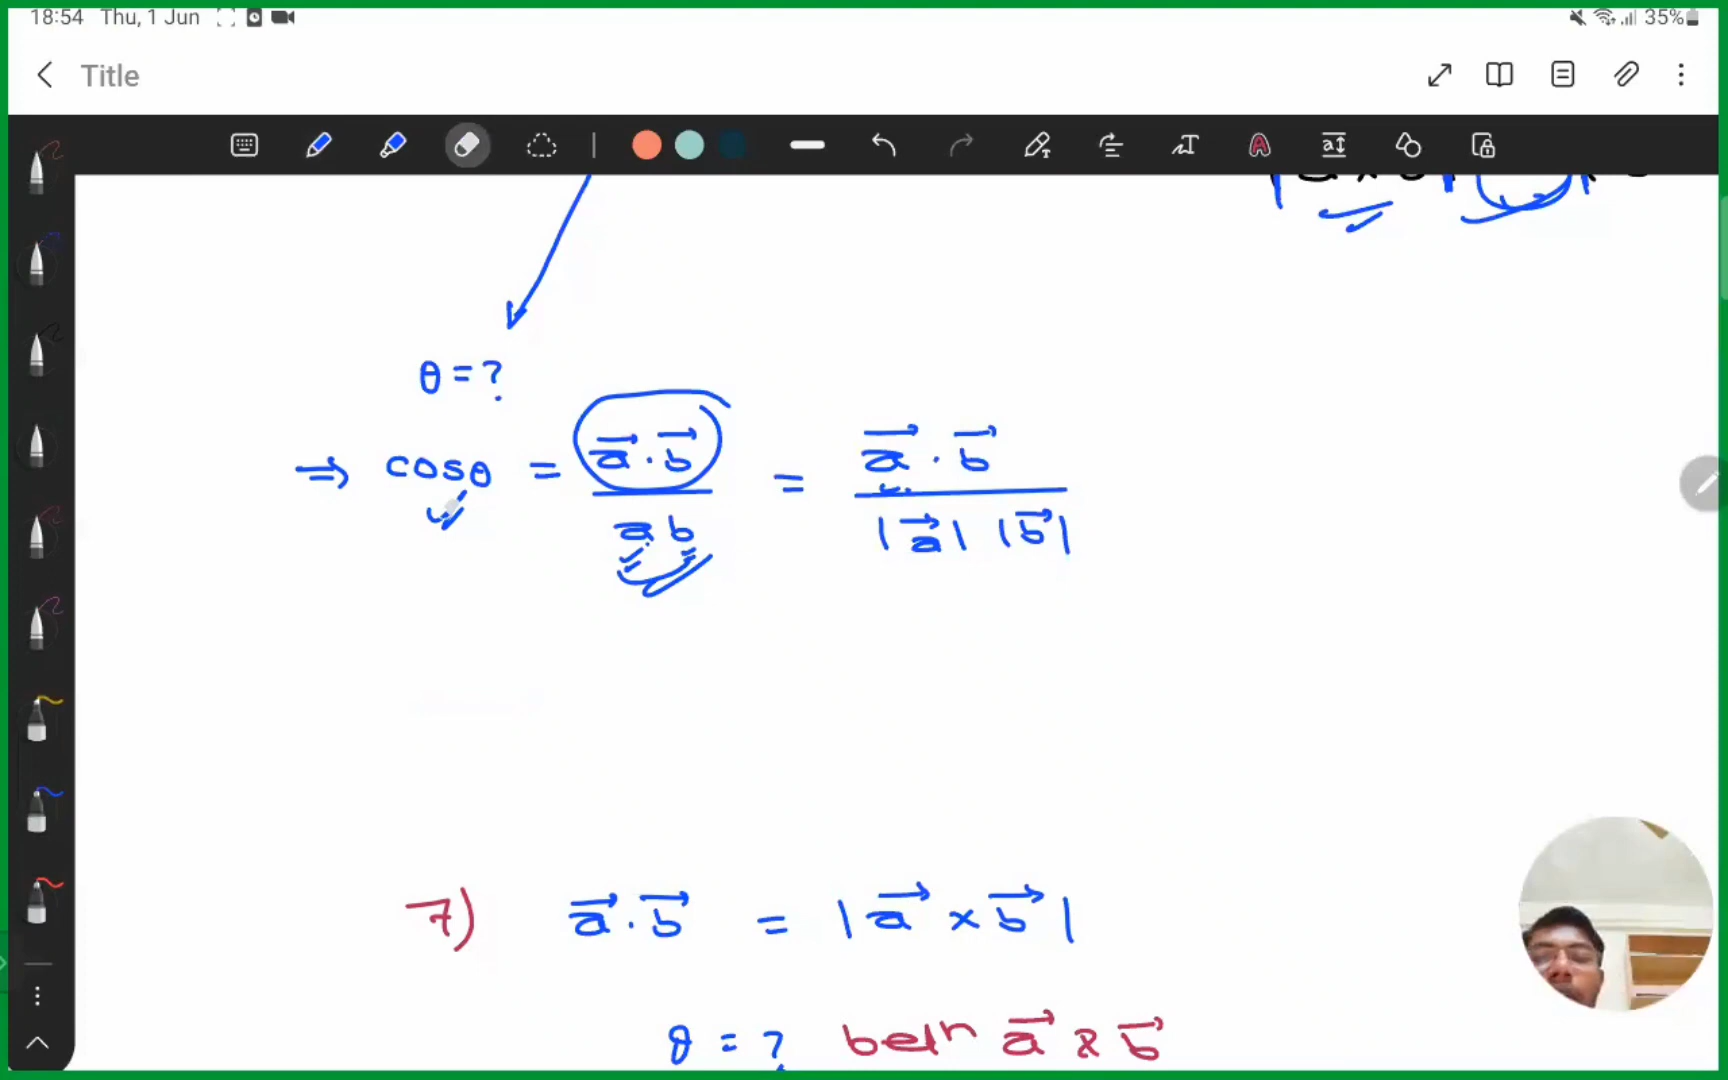 18:54 Thu, 1 Jun 35%
Title
θ = ?
⇒ cosθ = a⃗ · b⃗ / ab = a⃗ · b⃗ / |a⃗| |b⃗|
7) a⃗ · b⃗ = |a⃗ × b⃗|
θ = ? betn a⃗ & b⃗